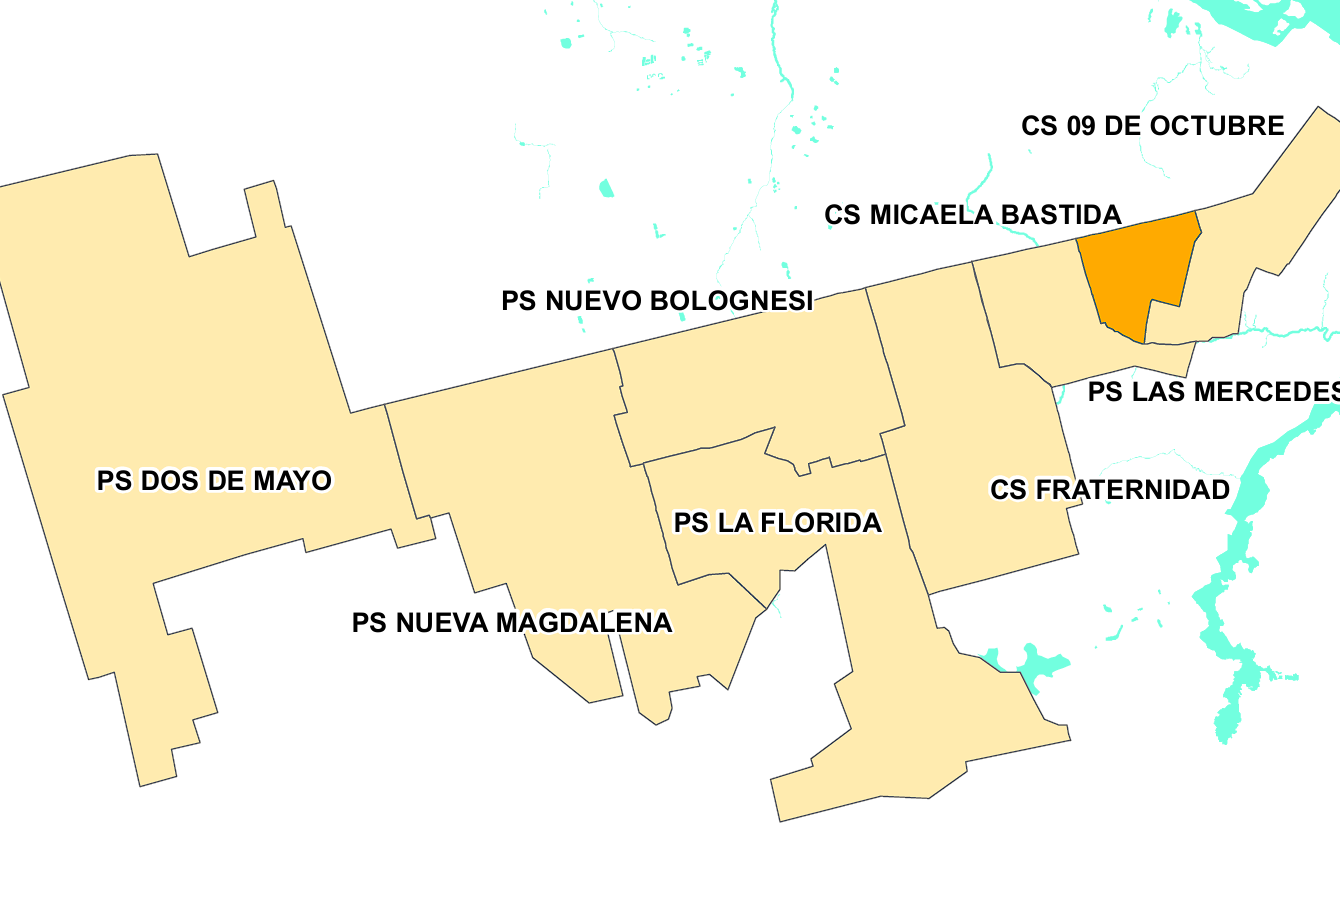 CS 09 DE OCTUBRE
CS MICAELA BASTIDA
PS NUEVO BOLOGNESI
PS LAS MERCEDES
PS DOS DE MAYO
CS FRATERNIDAD
PS LA FLORIDA
PS NUEVA MAGDALENA